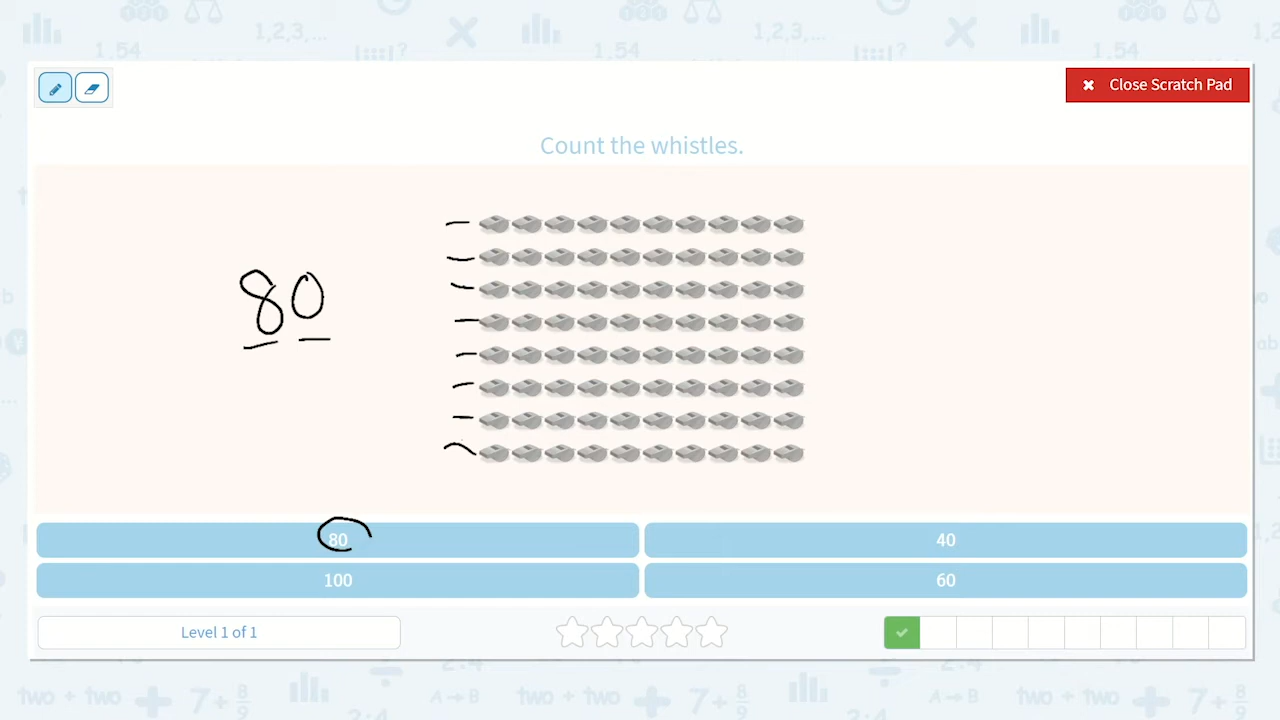 Close Scratch Pad
Count the whistles.
80
80
40
100
60
Level 1 of 1